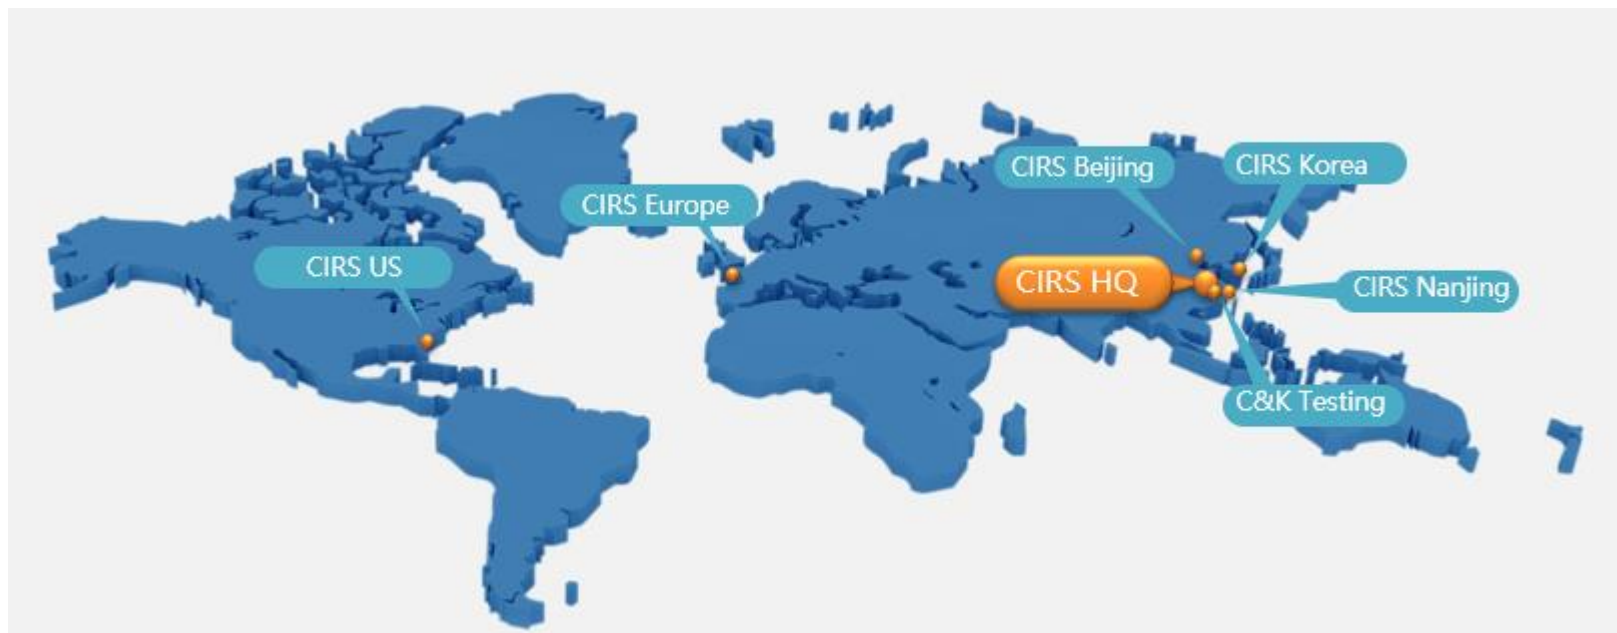 CIRS Beijing
CIRS Korea
CIRS Europe
CIRS US
CIRS HQ
CIRS Nanjing
C&K Testing